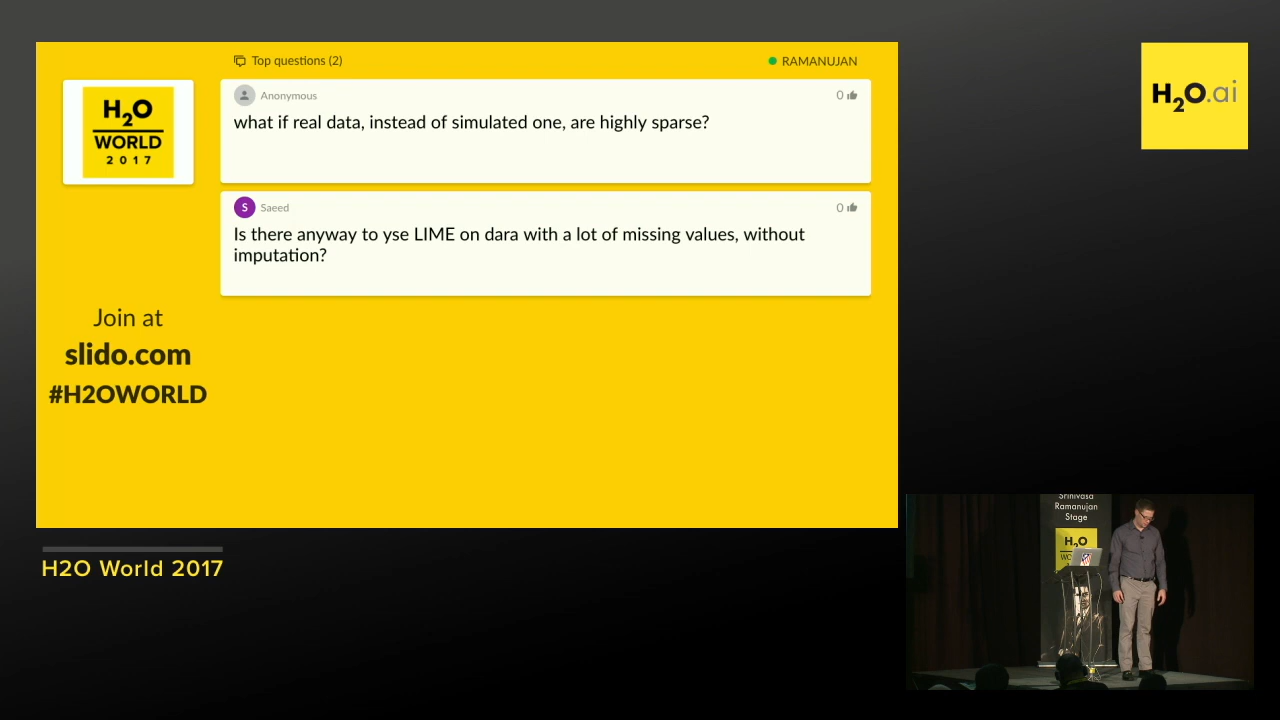 Top questions (2)
RAMANUJAN
H2O
WORLD
2017
Anonymous
0
what if real data, instead of simulated one, are highly sparse?
S
Saeed
0
Is there anyway to yse LIME on dara with a lot of missing values, without
imputation?
Join at
slido.com
#H2OWORLD
H2O World 2017
H2O.ai
Srinivasa
Ramanujan
Stage
H2O